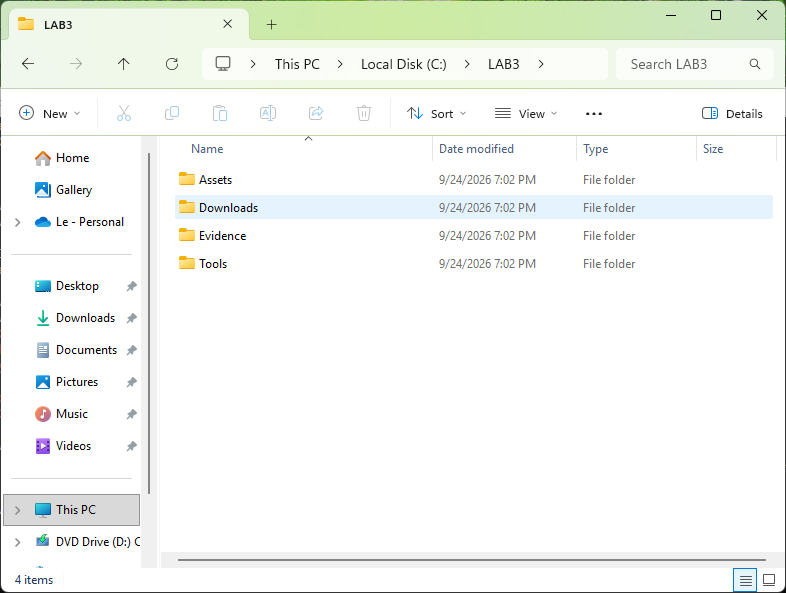 LAB3
This PC Local Disk (C:) LAB3
Search LAB3
New Sort View Details
Name Date modified Type Size
Home
Gallery
Le - Personal
Desktop
Downloads
Documents
Pictures
Music
Videos
This PC
DVD Drive (D:) C
Assets 9/24/2026 7:02 PM File folder
Downloads 9/24/2026 7:02 PM File folder
Evidence 9/24/2026 7:02 PM File folder
Tools 9/24/2026 7:02 PM File folder
4 items